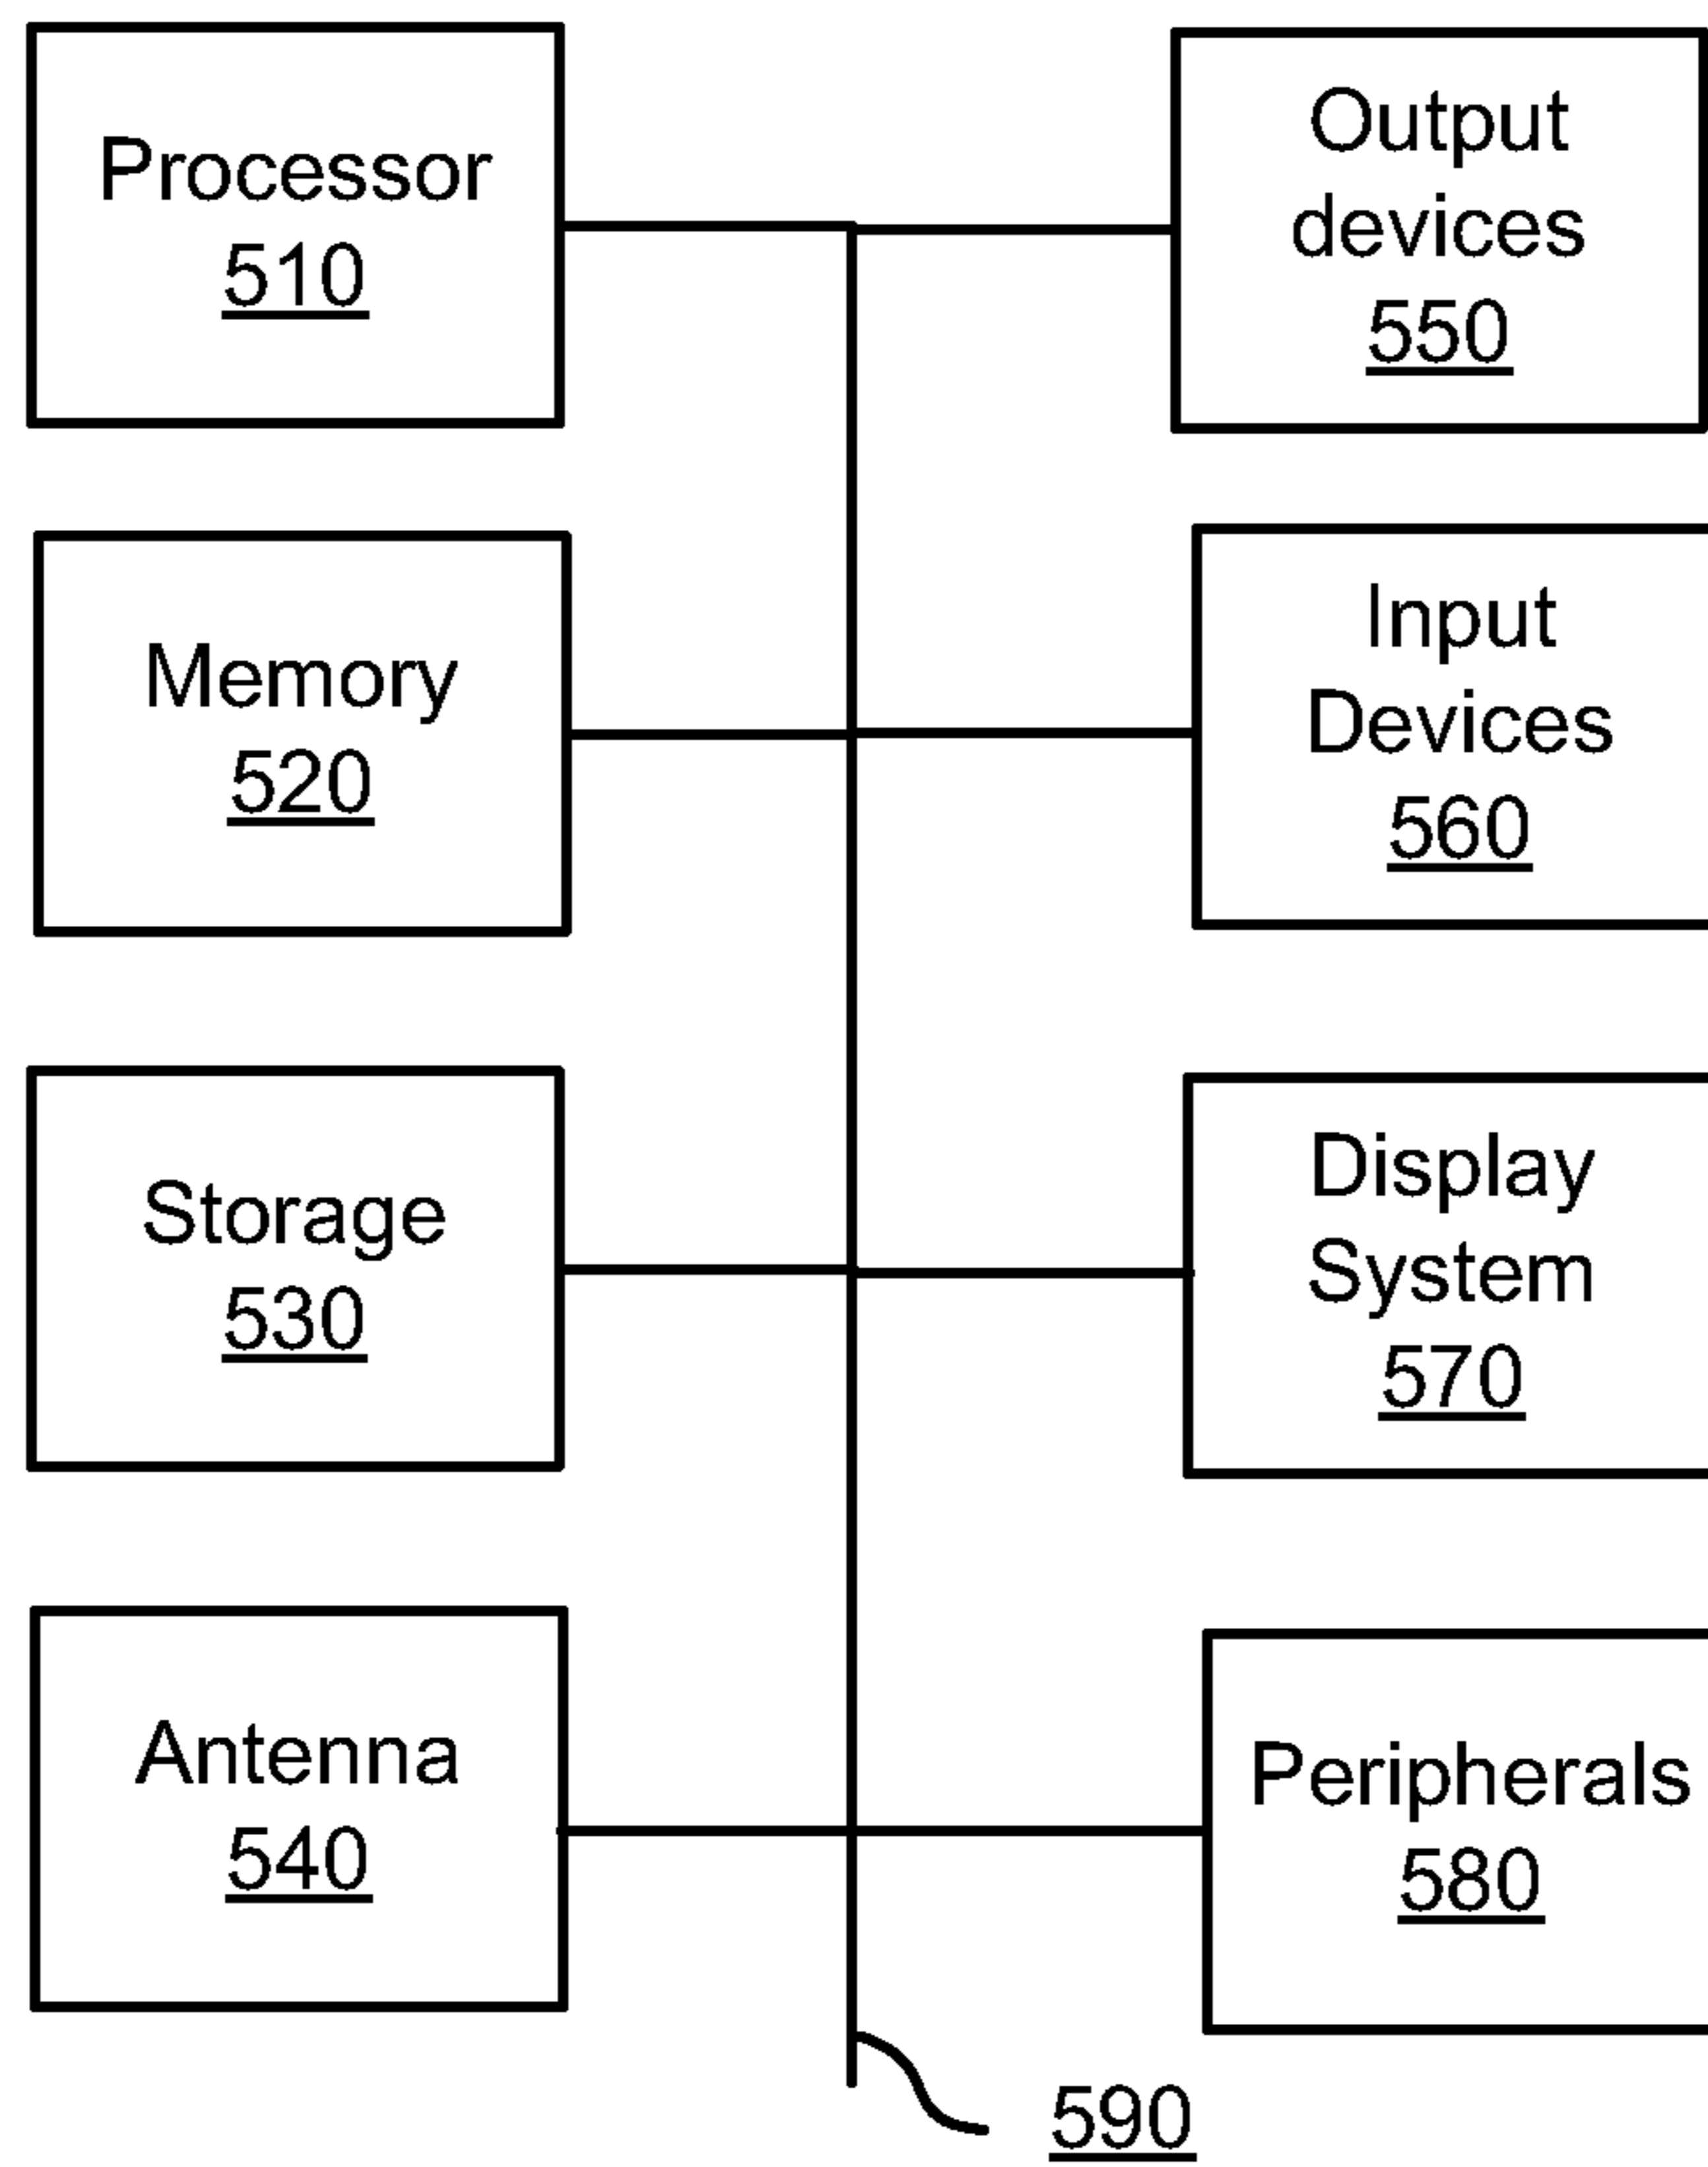 Processor
510
Output
devices
550
Memory
520
Input
Devices
560
Storage
530
Display
System
570
Antenna
540
Peripherals
580
590